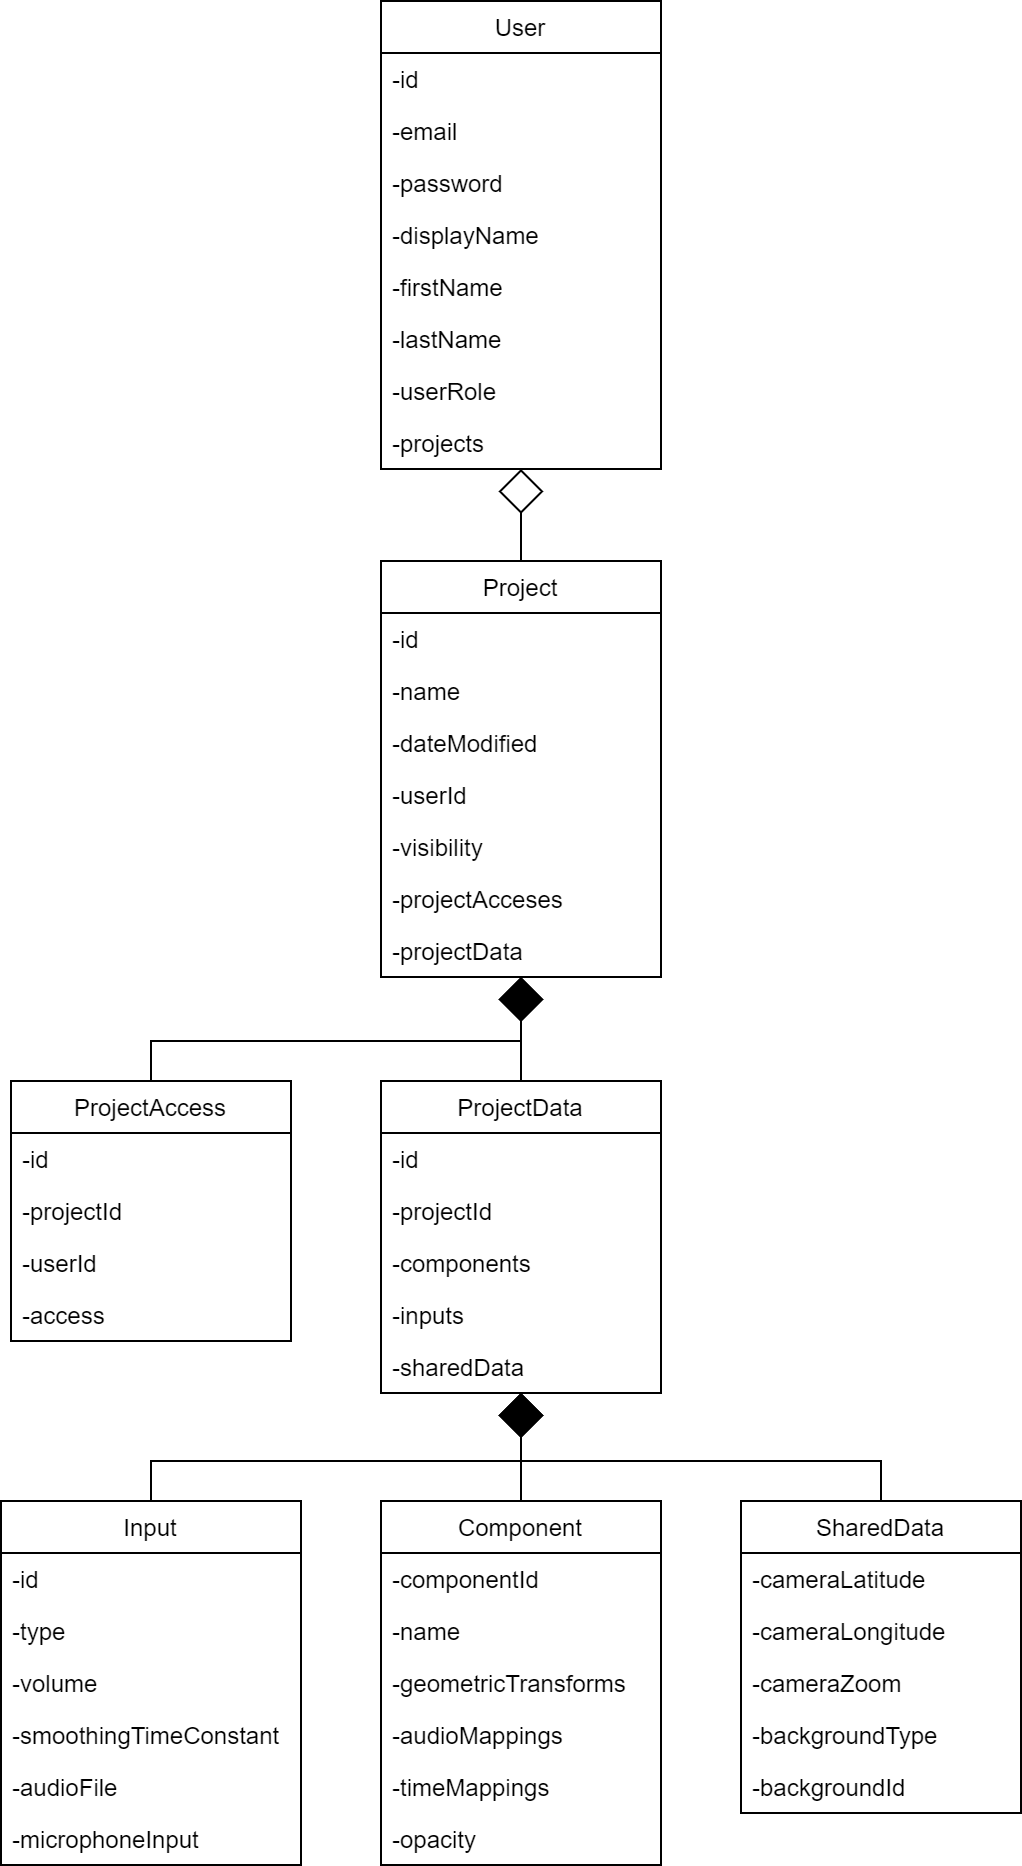 User
-id
-email
-password
-displayName
-firstName
-lastName
-userRole
-projects
Project
-id
-name
-dateModified
-userId
-visibility
-projectAcceses
-projectData
ProjectAccess
-id
-projectId
-userId
-access
ProjectData
-id
-projectId
-components
-inputs
-sharedData
Input
-id
-type
-volume
-smoothingTimeConstant
-audioFile
-microphoneInput
Component
-componentId
-name
-geometricTransforms
-audioMappings
-timeMappings
-opacity
SharedData
-cameraLatitude
-cameraLongitude
-cameraZoom
-backgroundType
-backgroundId